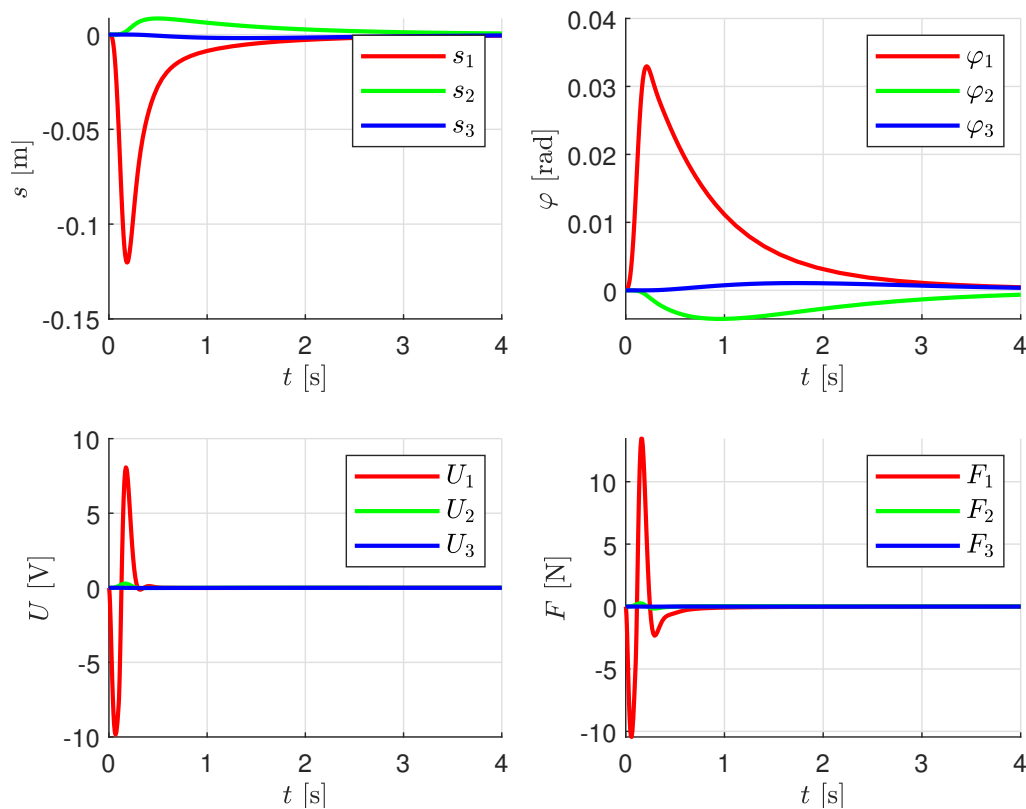 0
-0.05
-0.1
-0.15
s [m]
0 1 2 3 4
t [s]
s₁
s₂
s₃
0.04
0.03
0.02
0.01
0
φ [rad]
0 1 2 3 4
t [s]
φ₁
φ₂
φ₃
10
5
0
-5
-10
U [V]
0 1 2 3 4
t [s]
U₁
U₂
U₃
10
5
0
-5
-10
F [N]
0 1 2 3 4
t [s]
F₁
F₂
F₃